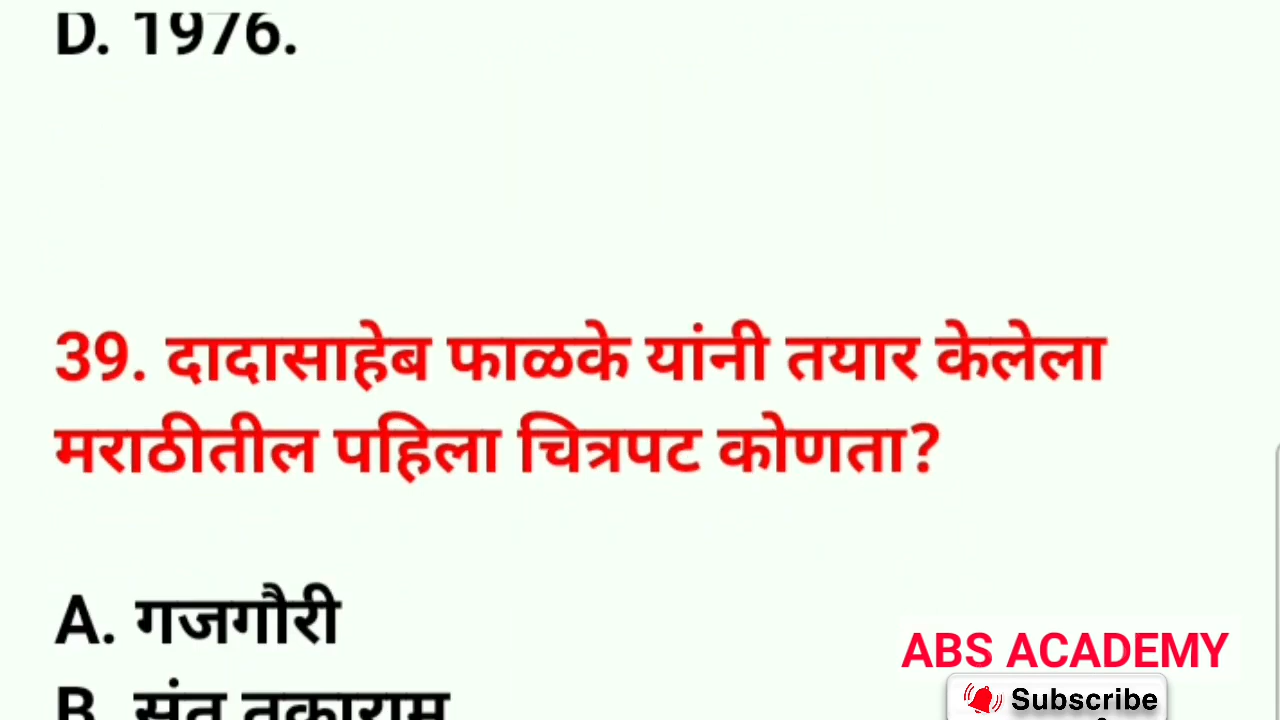 D. 1976.
39. दादासाहेब फाळके यांनी तयार केलेला
मराठीतील पहिला चित्रपट कोणता?
A. गजगौरी
ABS ACADEMY
B. संत तुकाराम
Subscribe